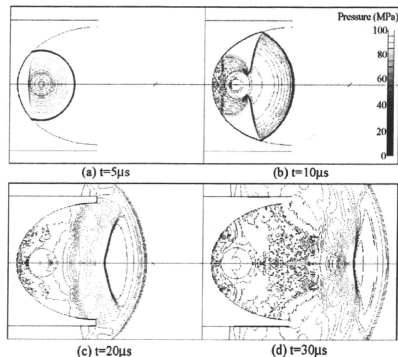 Pressure (MPa)
100
80
60
40
20
0
(a) t=5μs
(b) t=10μs
(c) t=20μs
(d) t=30μs